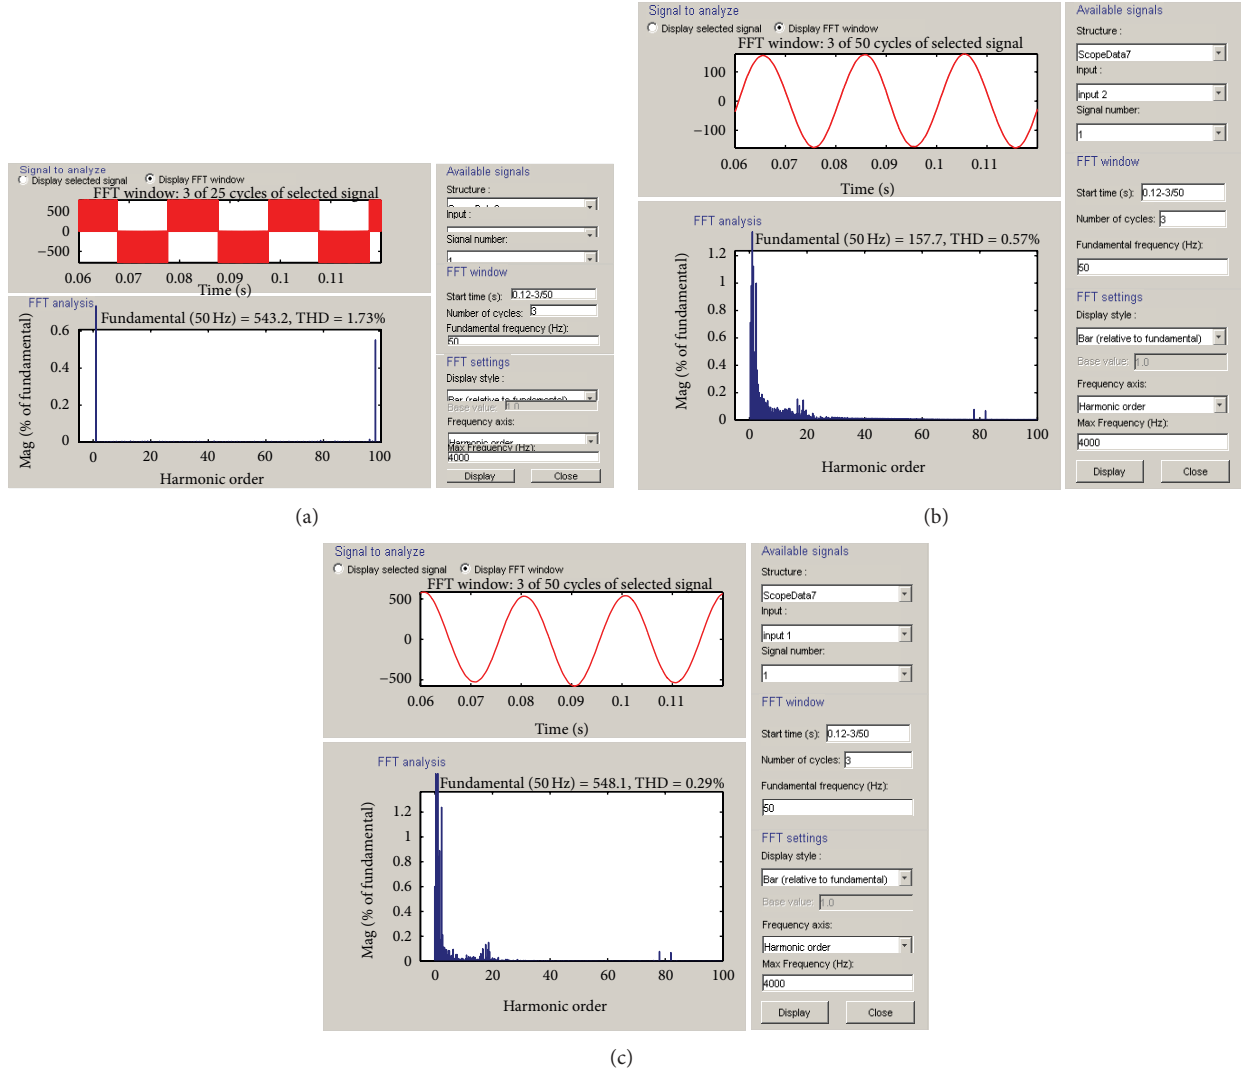 Signal to analyze
Display selected signal Display FFT window
FFT window: 3 of 25 cycles of selected signal
500
0
−500
0.06 0.07 0.08 0.09 0.1 0.11
Time (s)
FFT analysis
Fundamental (50 Hz) = 543.2, THD = 1.73%
Mag (% of fundamental)
0.6
0.4
0.2
0
0 20 40 60 80 100
Harmonic order
Available signals
Structure :
Input :
Signal number:
1
FFT window
Start time (s): 0.12-3/50
Number of cycles: 3
Fundamental frequency (Hz):
50
FFT settings
Display style :
Bar (relative to fundamental)
Base value: 1.0
Frequency axis:
Harmonic order
Max Frequency (Hz):
4000
Display Close
(a)
Signal to analyze
Display selected signal Display FFT window
FFT window: 3 of 50 cycles of selected signal
100
0
−100
0.06 0.07 0.08 0.09 0.1 0.11
Time (s)
FFT analysis
Fundamental (50 Hz) = 157.7, THD = 0.57%
Mag (% of fundamental)
1.2
1
0.8
0.6
0.4
0.2
0
0 20 40 60 80 100
Harmonic order
Available signals
Structure :
ScopeData7
Input :
input 2
Signal number:
1
FFT window
Start time (s): 0.12-3/50
Number of cycles: 3
Fundamental frequency (Hz):
50
FFT settings
Display style :
Bar (relative to fundamental)
Base value: 1.0
Frequency axis:
Harmonic order
Max Frequency (Hz):
4000
Display Close
(b)
Signal to analyze
Display selected signal Display FFT window
FFT window: 3 of 50 cycles of selected signal
500
0
−500
0.06 0.07 0.08 0.09 0.1 0.11
Time (s)
FFT analysis
Fundamental (50 Hz) = 548.1, THD = 0.29%
Mag (% of fundamental)
1.2
1
0.8
0.6
0.4
0.2
0
0 20 40 60 80 100
Harmonic order
Available signals
Structure :
ScopeData7
Input :
input 1
Signal number:
1
FFT window
Start time (s): 0.12-3/50
Number of cycles: 3
Fundamental frequency (Hz):
50
FFT settings
Display style :
Bar (relative to fundamental)
Base value: 1.0
Frequency axis:
Harmonic order
Max Frequency (Hz):
4000
Display Close
(c)